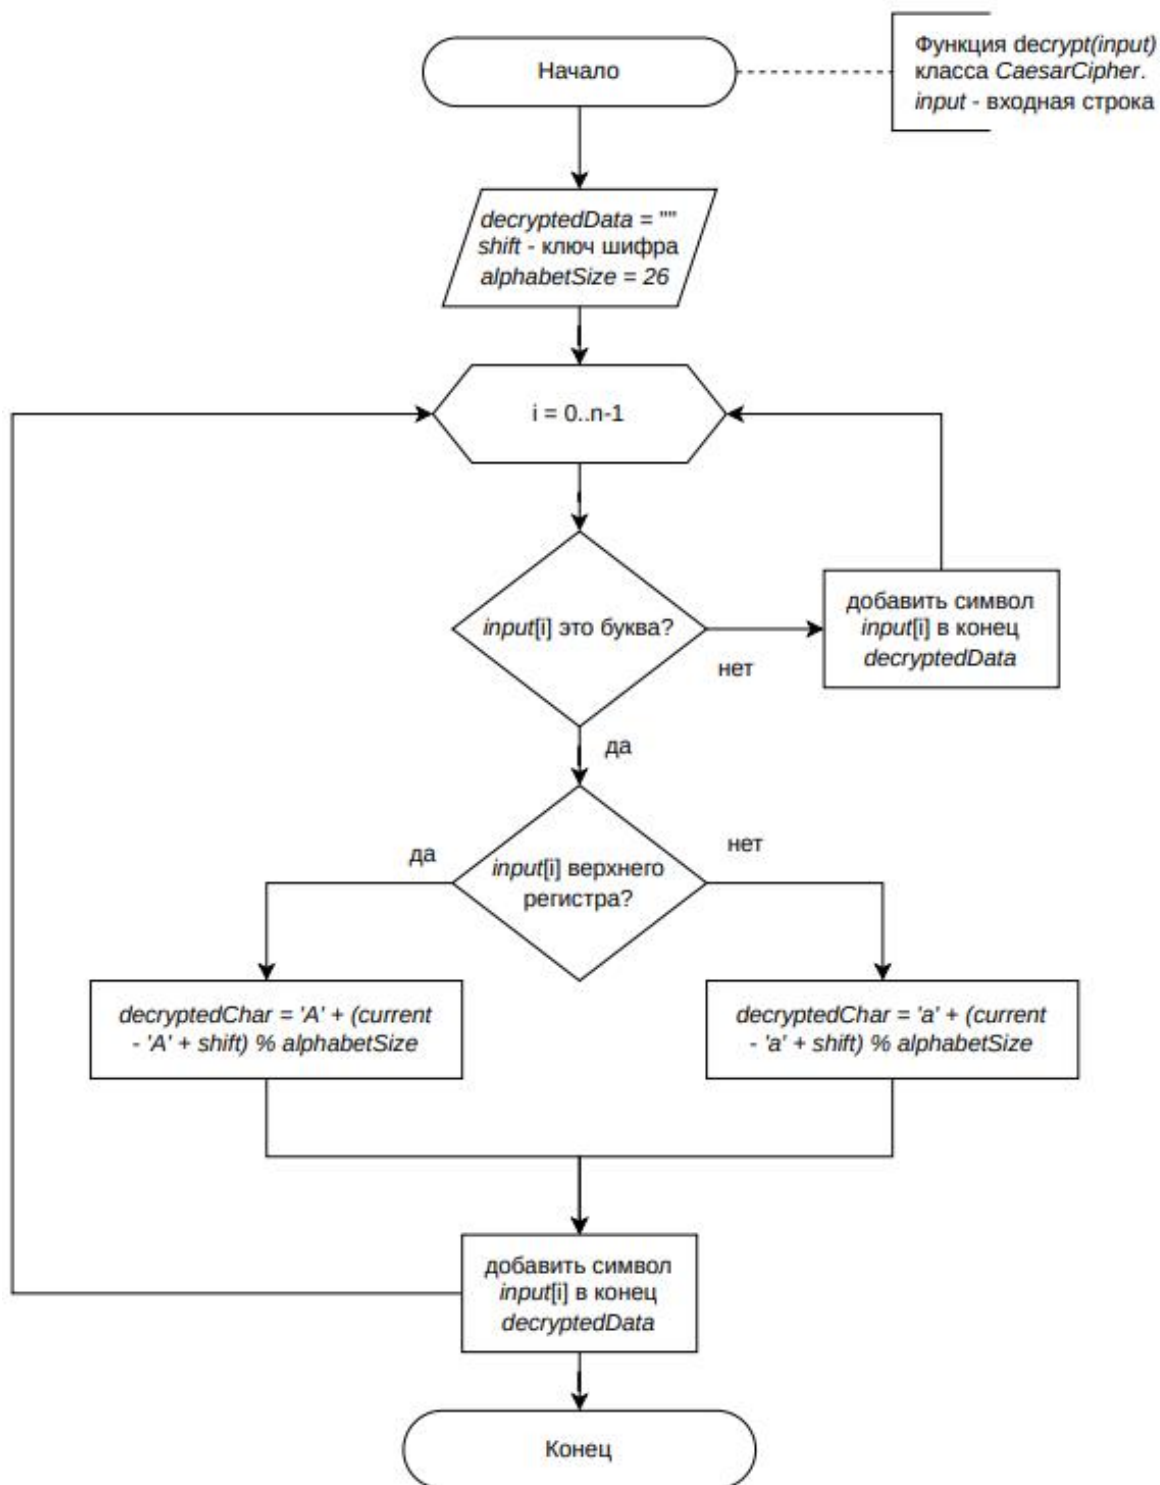 Начало
Функция decrypt(input)
класса CaesarCipher.
input - входная строка
decryptedData = ""
shift - ключ шифра
alphabetSize = 26
i = 0..n-1
input[i] это буква?
нет
добавить символ
input[i] в конец
decryptedData
да
input[i] верхнего
регистра?
да
нет
decryptedChar = 'A' + (current
- 'A' + shift) % alphabetSize
decryptedChar = 'a' + (current
- 'a' + shift) % alphabetSize
добавить символ
input[i] в конец
decryptedData
Конец